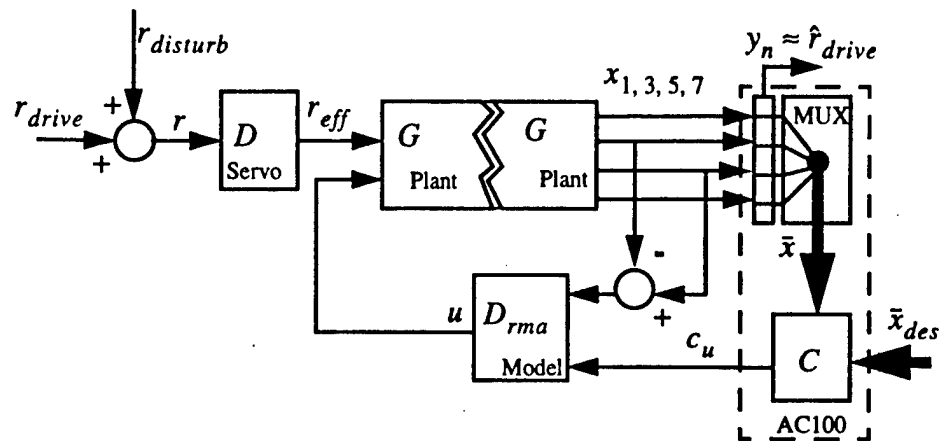 r_disturb
y_n ≈ r̂_drive
x_1, 3, 5, 7
r_drive
+
+
r
D
Servo
r_eff
G
Plant
G
Plant
MUX
x̄
-
+
u
D_rma
Model
c_u
C
x̄_des
AC100